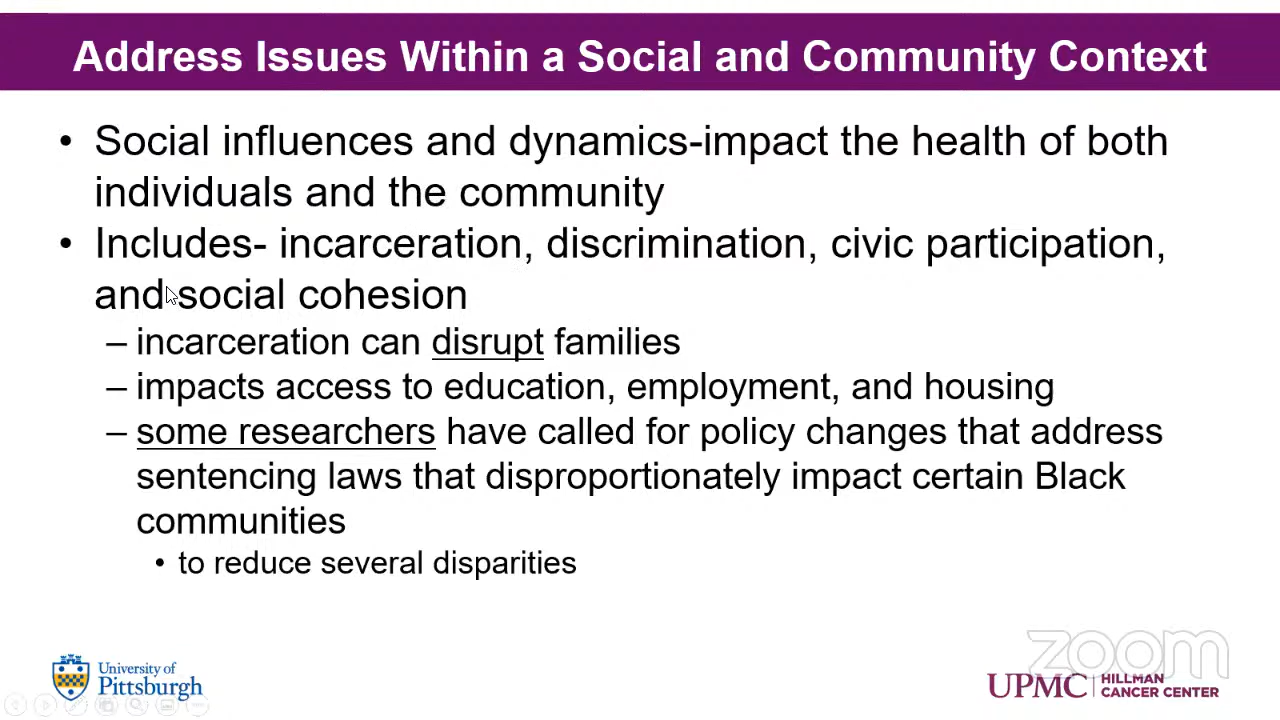 Address Issues Within a Social and Community Context
• Social influences and dynamics-impact the health of both
individuals and the community
• Includes- incarceration, discrimination, civic participation,
and social cohesion
– incarceration can disrupt families
– impacts access to education, employment, and housing
– some researchers have called for policy changes that address
sentencing laws that disproportionately impact certain Black
communities
• to reduce several disparities
zoom
University of
Pittsburgh
UPMC
HILLMAN
CANCER CENTER